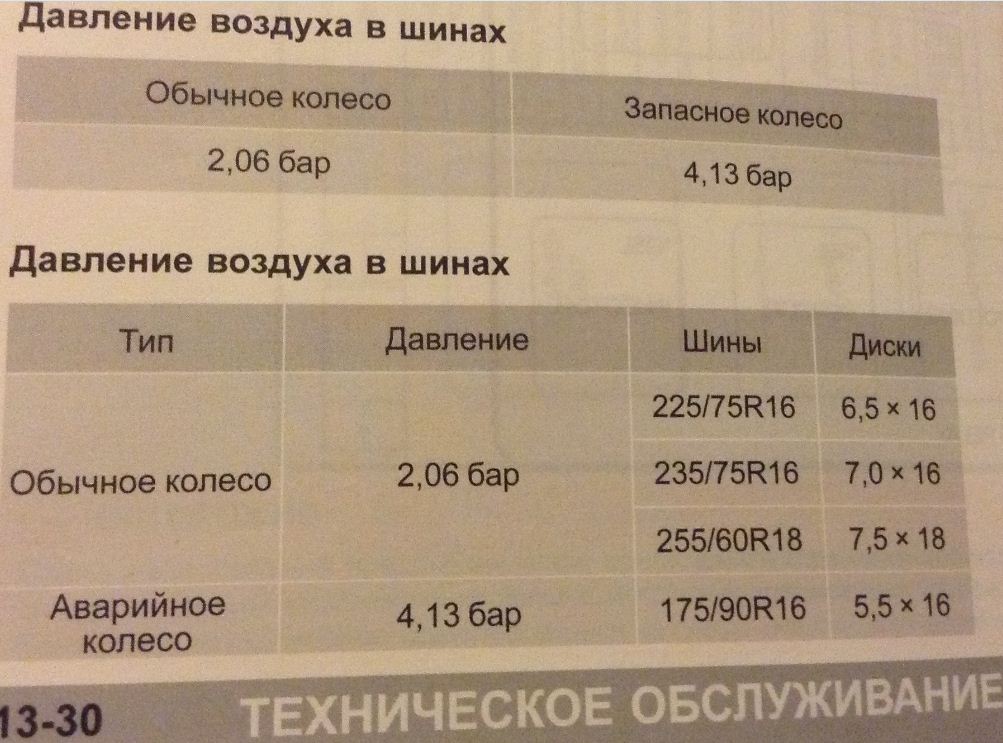 Давление воздуха в шинах
Обычное колесо Запасное колесо
2,06 бар 4,13 бар
Давление воздуха в шинах
Тип Давление Шины Диски
225/75R16 6,5 × 16
Обычное колесо 2,06 бар 235/75R16 7,0 × 16
255/60R18 7,5 × 18
Аварийное
колесо 4,13 бар 175/90R16 5,5 × 16
13-30 ТЕХНИЧЕСКОЕ ОБСЛУЖИВАНИЕ